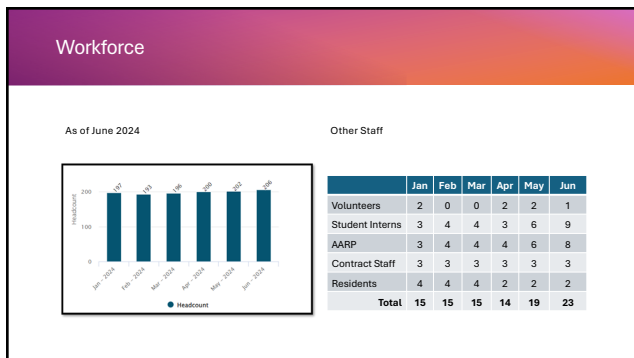 Workforce
As of June 2024
Other Staff
Headcount
200
100
0
197
193
196
200
202
206
Jan - 2024
Feb - 2024
Mar - 2024
Apr - 2024
May - 2024
Jun - 2024
Headcount
Jan Feb Mar Apr May Jun
Volunteers 2 0 0 2 2 1
Student Interns 3 4 4 3 6 9
AARP 3 4 4 4 6 8
Contract Staff 3 3 3 3 3 3
Residents 4 4 4 2 2 2
Total 15 15 15 14 19 23